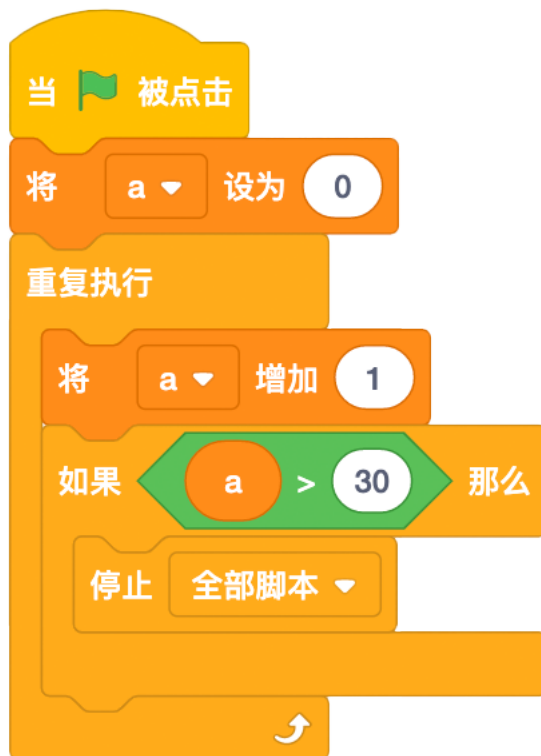 当 被点击
将 a 设为 0
重复执行
将 a 增加 1
如果 a > 30 那么
停止 全部脚本